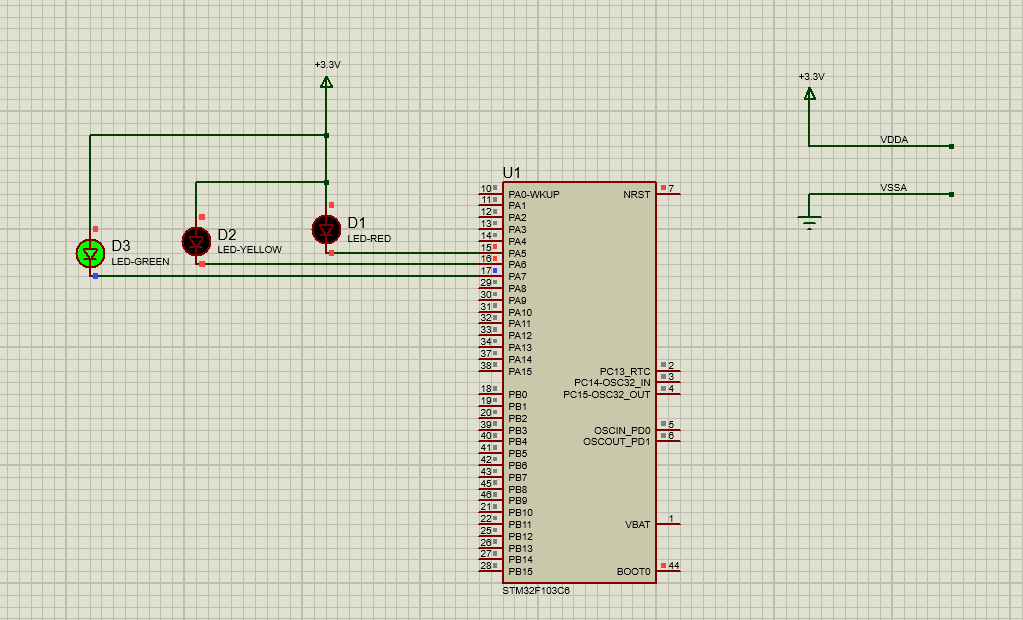 +3.3V
+3.3V
VDDA
VSSA
D3
LED-GREEN
D2
LED-YELLOW
D1
LED-RED
U1
10 PA0-WKUP NRST 7
11 PA1
12 PA2
13 PA3
14 PA4
15 PA5
16 PA6
17 PA7
29 PA8
30 PA9
31 PA10
32 PA11
33 PA12
34 PA13
37 PA14
38 PA15 PC13_RTC 2
PC14-OSC32_IN 3
18 PB0 PC15-OSC32_OUT 4
19 PB1
20 PB2
39 PB3 OSCIN_PD0 5
40 PB4 OSCOUT_PD1 6
41 PB5
42 PB6
43 PB7
45 PB8
46 PB9
21 PB10
22 PB11 VBAT 1
25 PB12
26 PB13
27 PB14
28 PB15 BOOT0 44
STM32F103C6